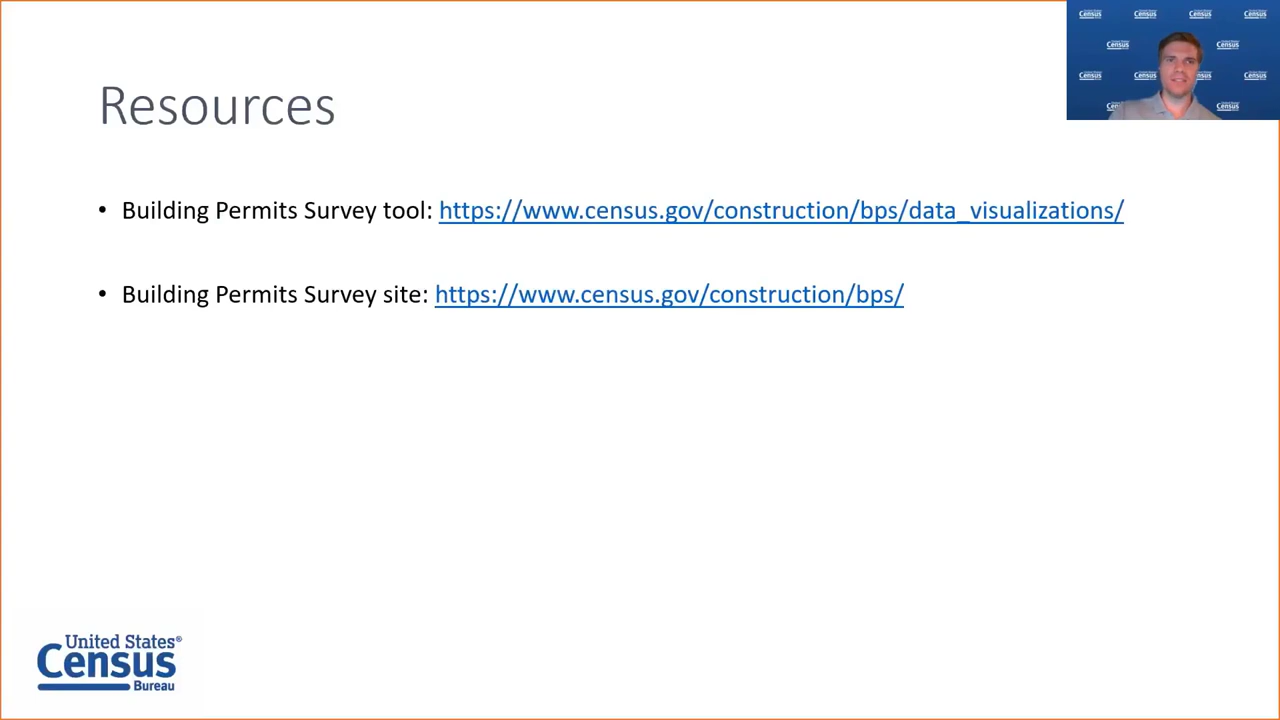 Resources
• Building Permits Survey tool: https://www.census.gov/construction/bps/data_visualizations/
• Building Permits Survey site: https://www.census.gov/construction/bps/
United States®
Census
Bureau